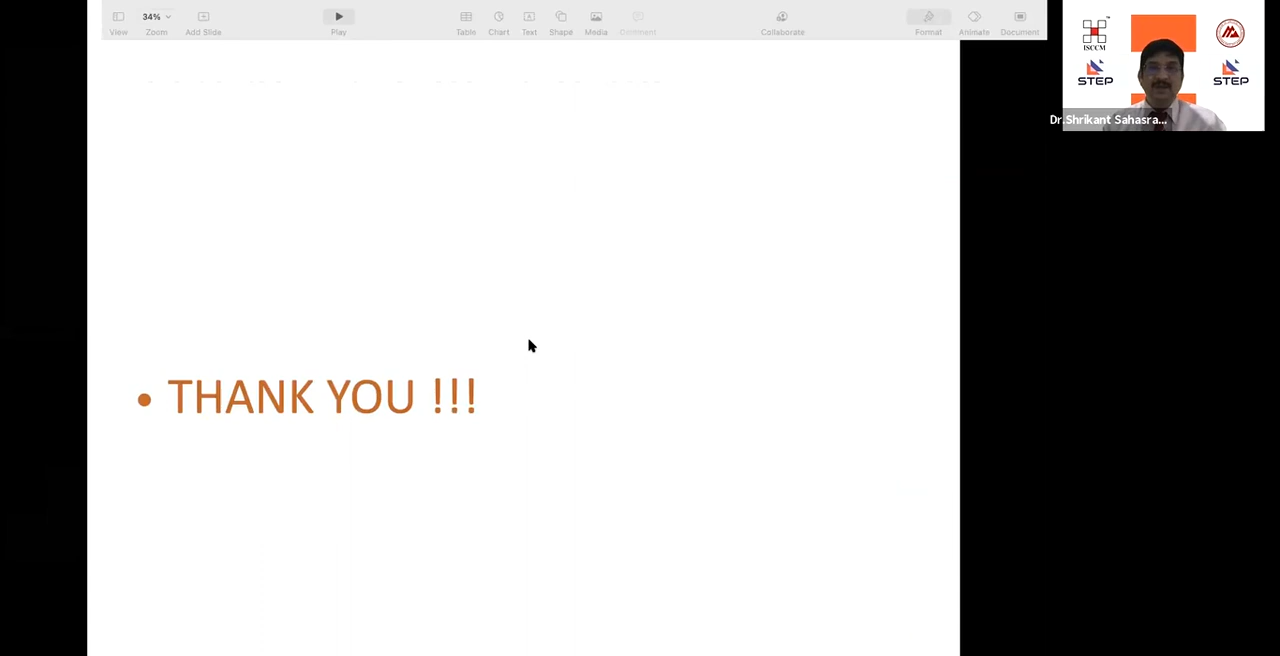 34%
View
Zoom
Add Slide
Play
Table
Chart
Text
Shape
Media
Comment
Collaborate
Format
Animate
Document
ISCCM
STEP
STEP
Dr.Shrikant Sahasra...
• THANK YOU !!!